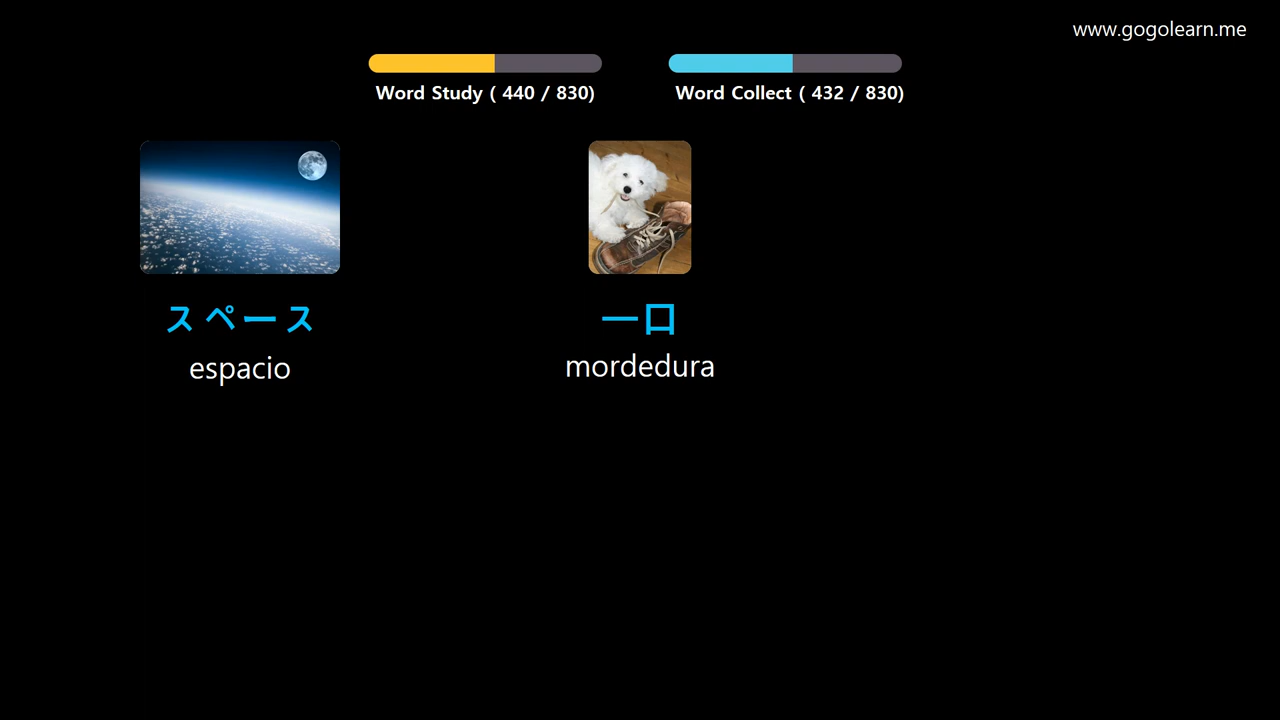 www.gogolearn.me
Word Study ( 440 / 830)
Word Collect ( 432 / 830)
スペース
espacio
一口
mordedura